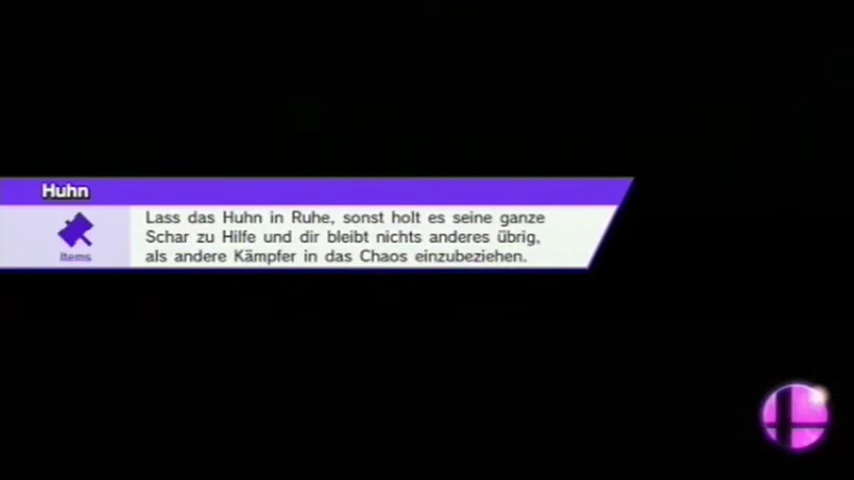 Huhn
Lass das Huhn in Ruhe, sonst holt es seine ganze
Schar zu Hilfe und dir bleibt nichts anderes übrig,
als andere Kämpfer in das Chaos einzubeziehen.
Items